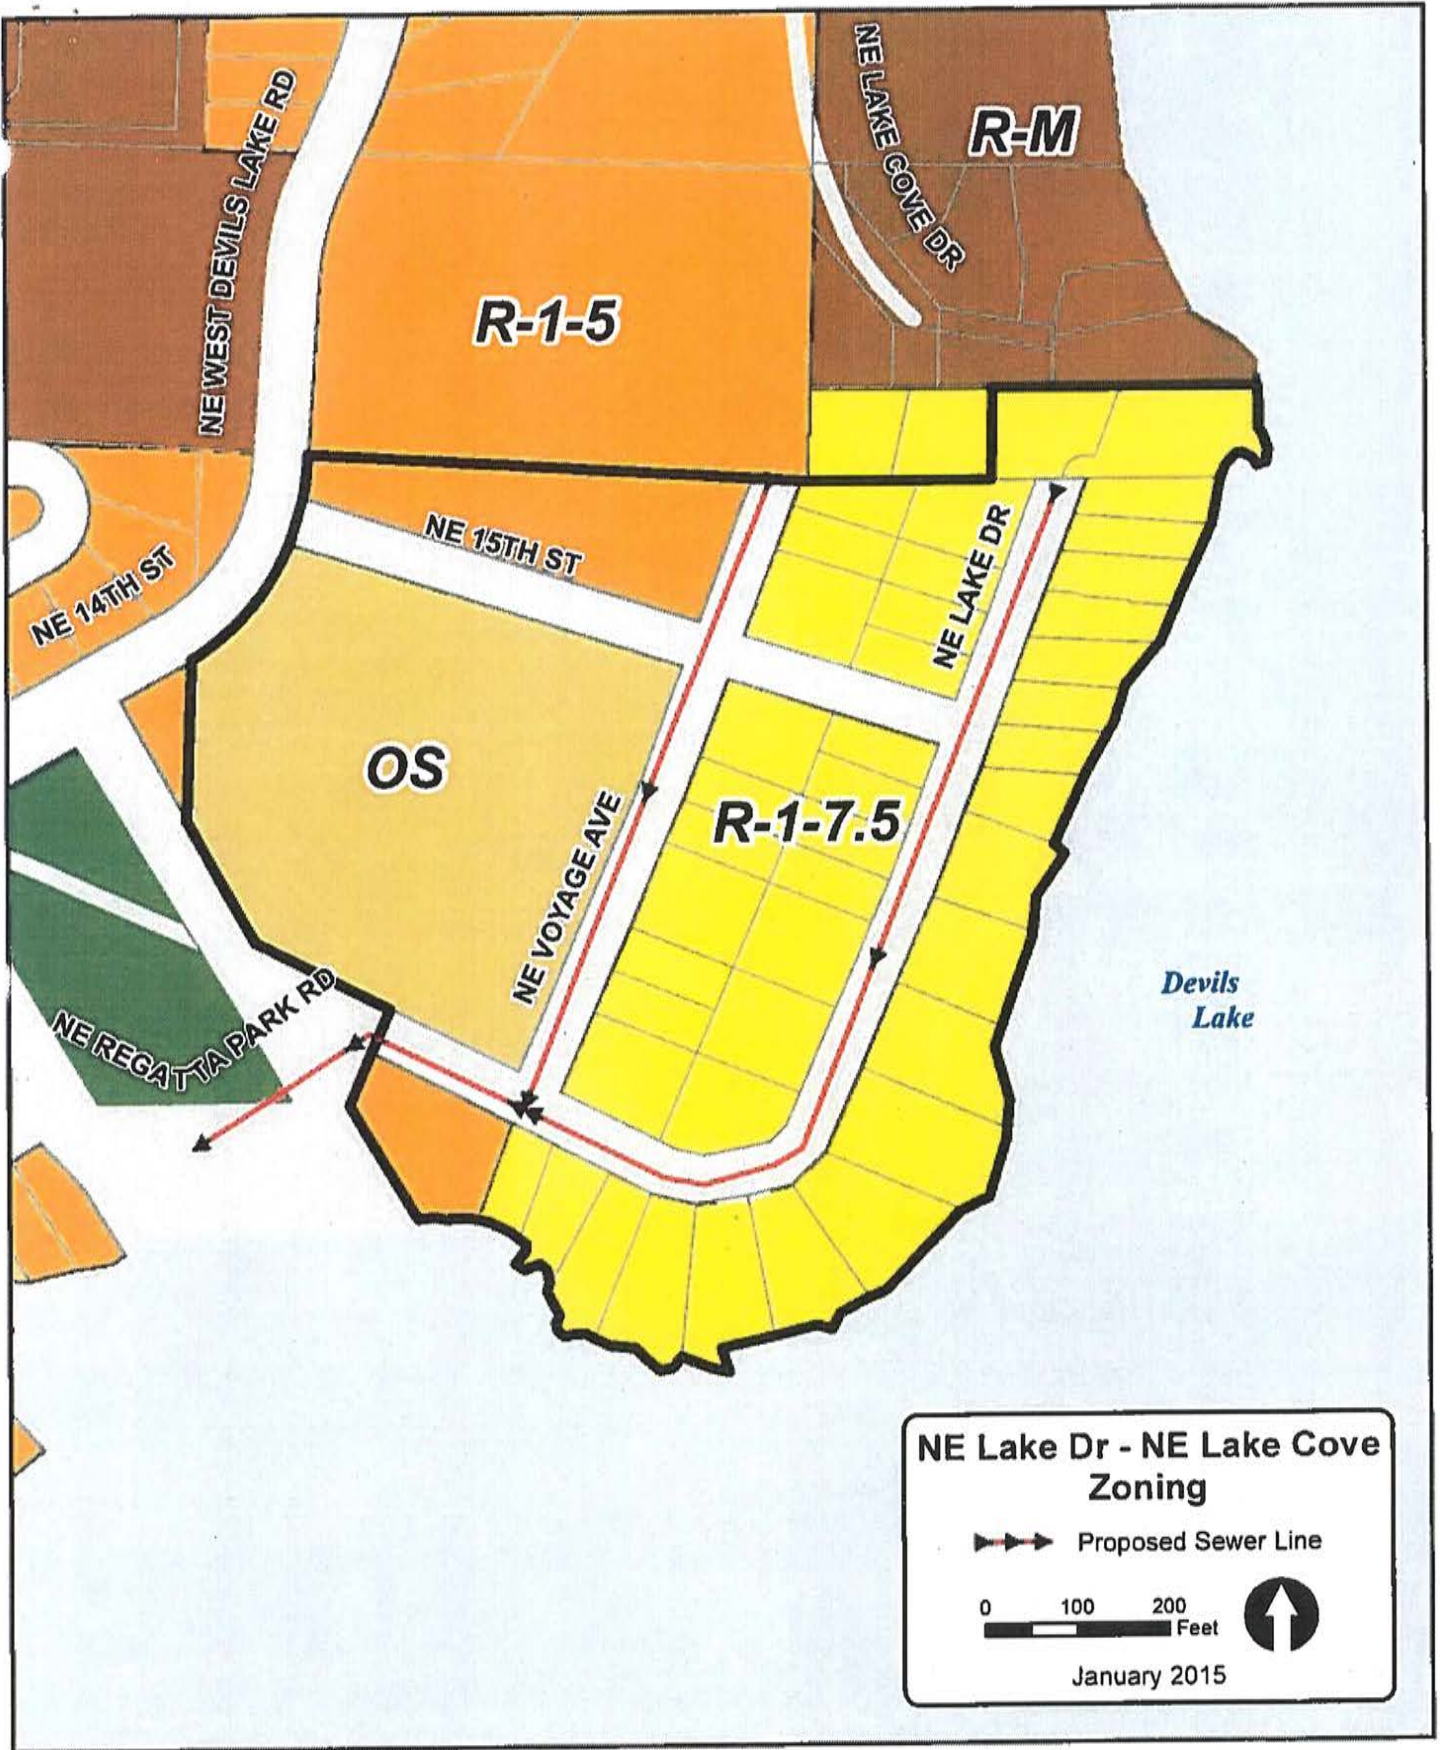 NE WEST DEVILS LAKE RD
NE LAKE COVE DR
R-M
R-1-5
NE 15TH ST
NE 14TH ST
NE LAKE DR
OS
R-1-7.5
NE VOYAGE AVE
NE REGATTA PARK RD
Devils
Lake
NE Lake Dr - NE Lake Cove
Zoning
Proposed Sewer Line
0 100 200
Feet
January 2015